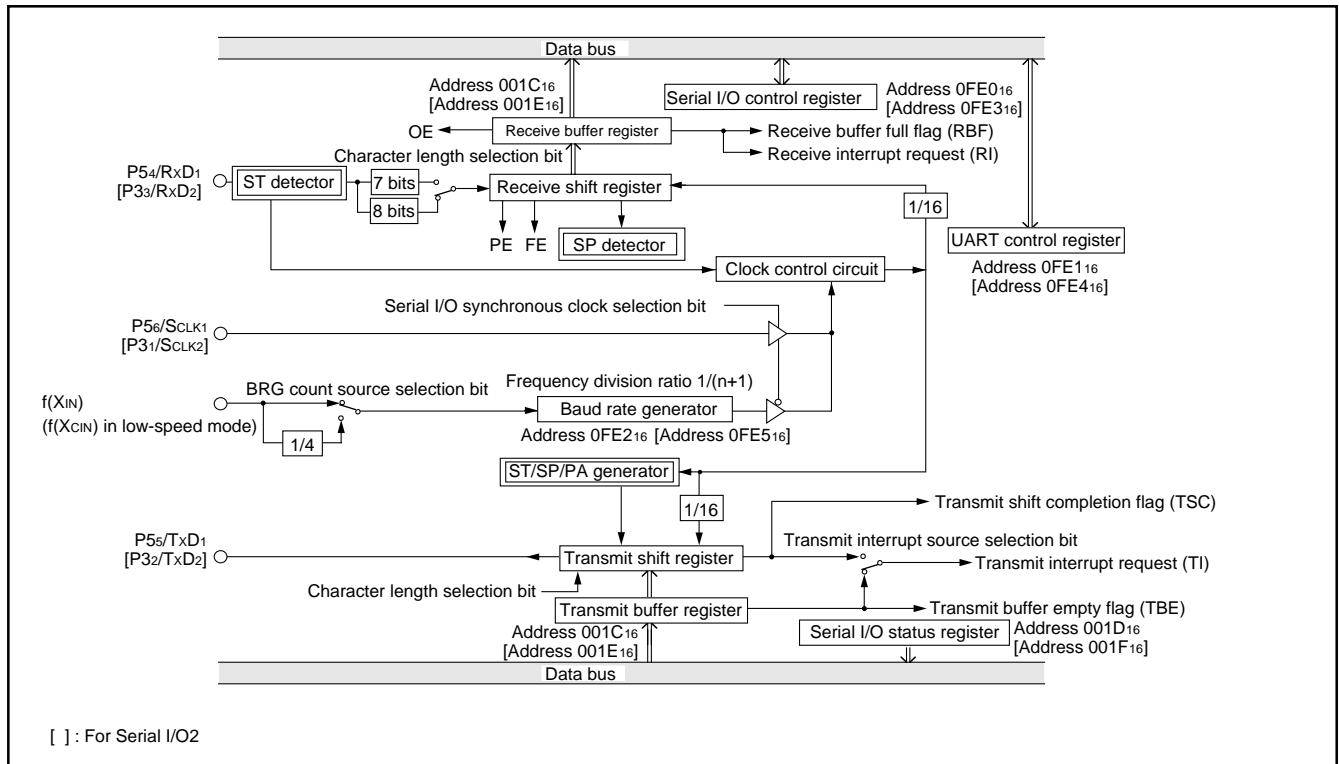 Data bus
Address 001C16
[Address 001E16]
Serial I/O control register
Address 0FE016
[Address 0FE316]
OE
Receive buffer register
Receive buffer full flag (RBF)
Receive interrupt request (RI)
Character length selection bit
P54/RXD1
[P33/RXD2]
ST detector
7 bits
8 bits
Receive shift register
1/16
PE
FE
SP detector
UART control register
Address 0FE116
[Address 0FE416]
Clock control circuit
Serial I/O synchronous clock selection bit
P56/SCLK1
[P31/SCLK2]
BRG count source selection bit
Frequency division ratio 1/(n+1)
f(XIN)
(f(XCIN) in low-speed mode)
1/4
Baud rate generator
Address 0FE216 [Address 0FE516]
ST/SP/PA generator
1/16
Transmit shift completion flag (TSC)
P55/TXD1
[P32/TXD2]
Transmit shift register
Transmit interrupt source selection bit
Transmit interrupt request (TI)
Character length selection bit
Transmit buffer register
Transmit buffer empty flag (TBE)
Address 001C16
[Address 001E16]
Serial I/O status register
Address 001D16
[Address 001F16]
Data bus
[ ] : For Serial I/O2